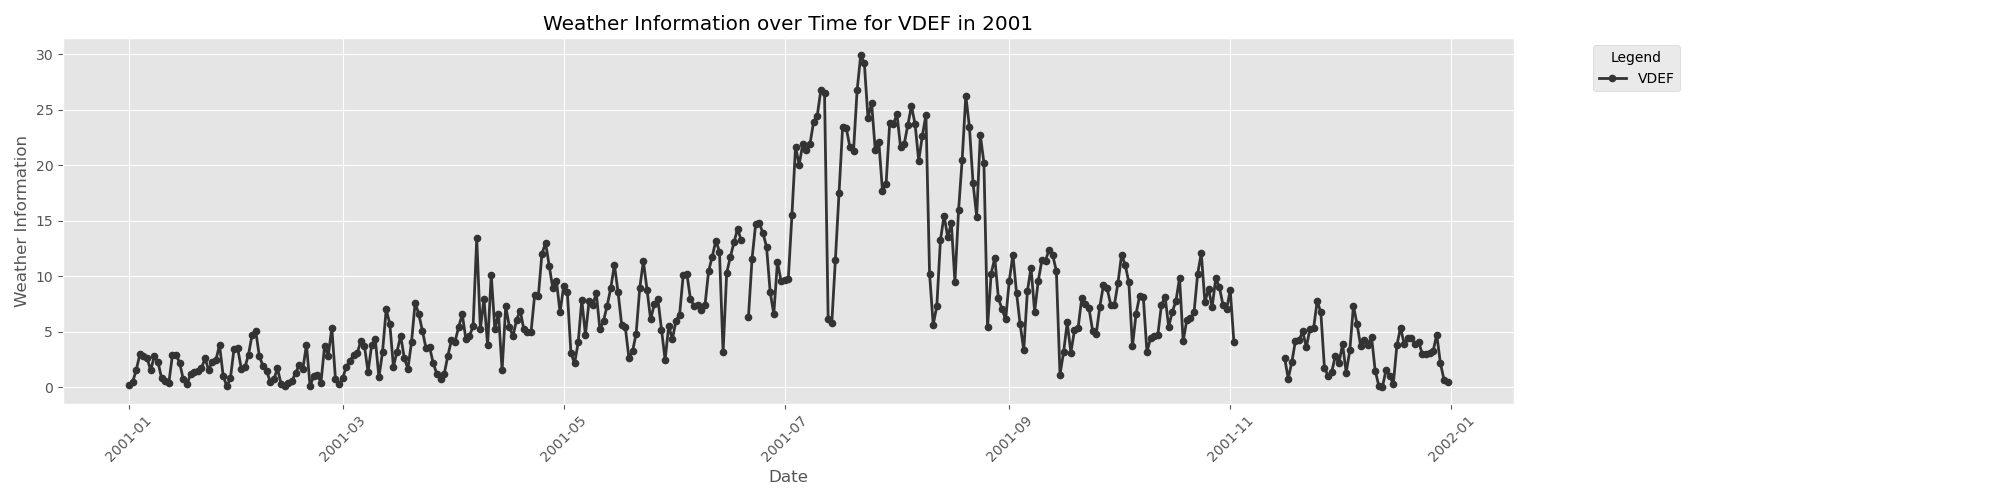 Weather Information over Time for VDEF in 2001
Legend
VDEF
Weather Information
30
25
20
15
10
5
0
2001-01
2001-03
2001-05
2001-07
2001-09
2001-11
2002-01
Date